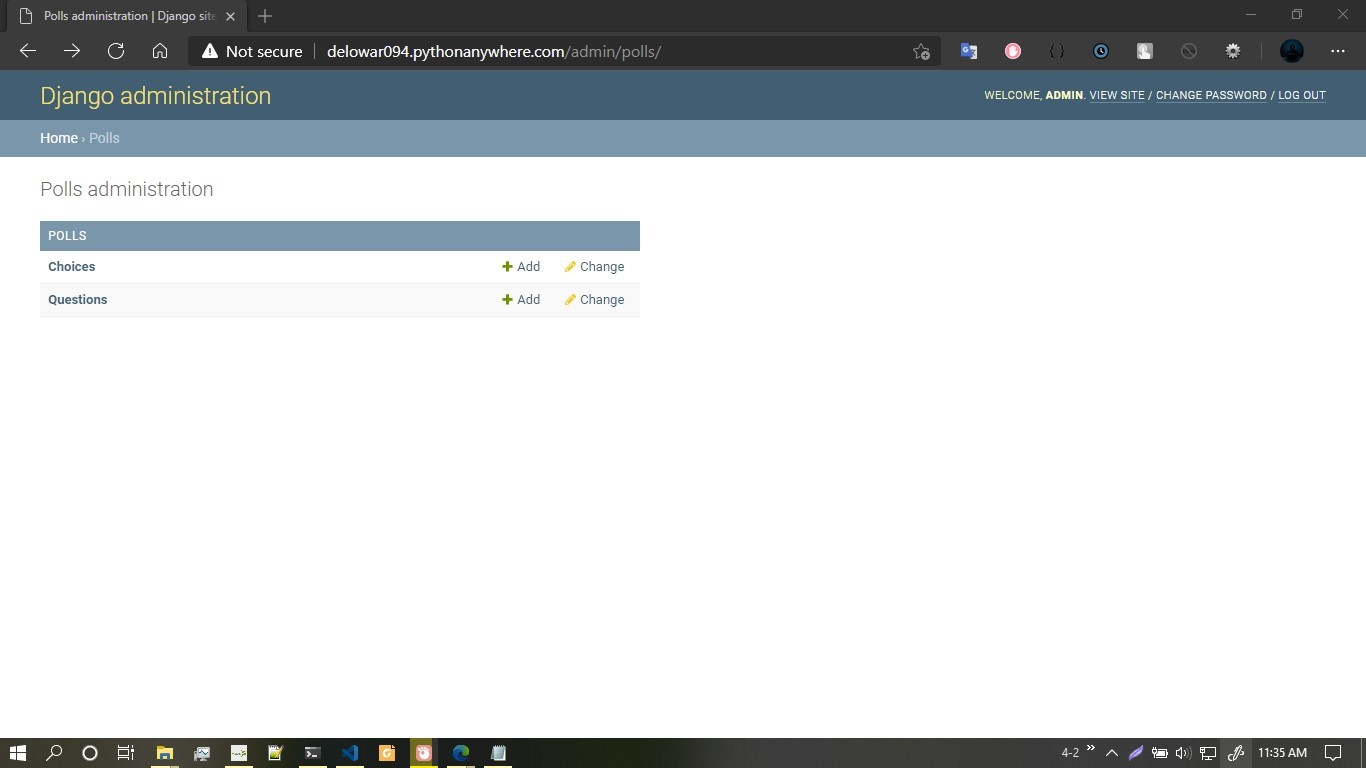 Polls administration | Django site
Not secure
delowar094.pythonanywhere.com/admin/polls/
Django administration
WELCOME, ADMIN. VIEW SITE / CHANGE PASSWORD / LOG OUT
Home › Polls
Polls administration
POLLS
Choices
Add
Change
Questions
Add
Change
4-2 »
11:35 AM